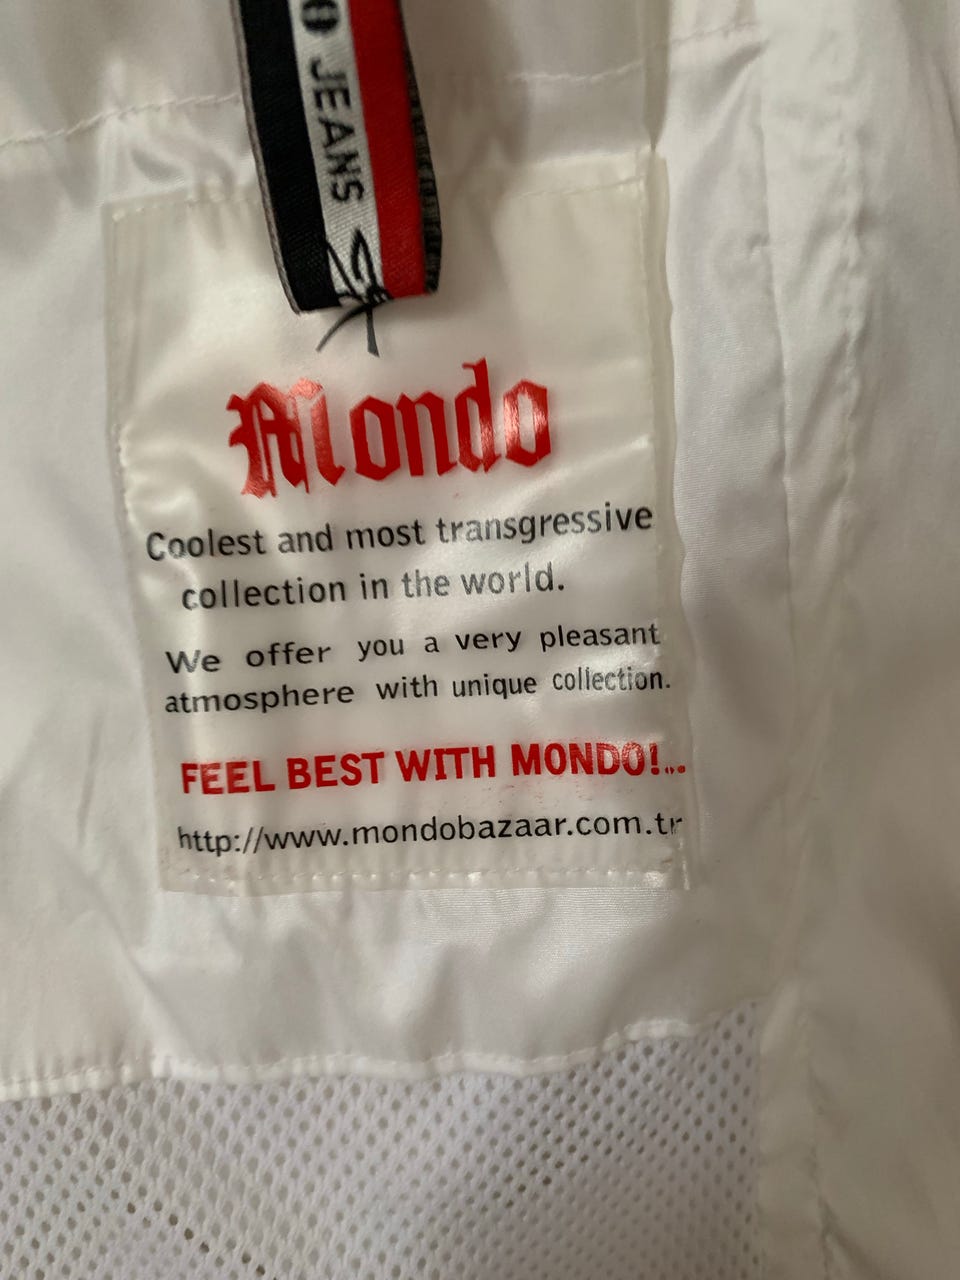 O JEANS
Mondo
Coolest and most transgressive
collection in the world.
We offer you a very pleasant
atmosphere with unique collection.
FEEL BEST WITH MONDO!...
http://www.mondobazaar.com.tr